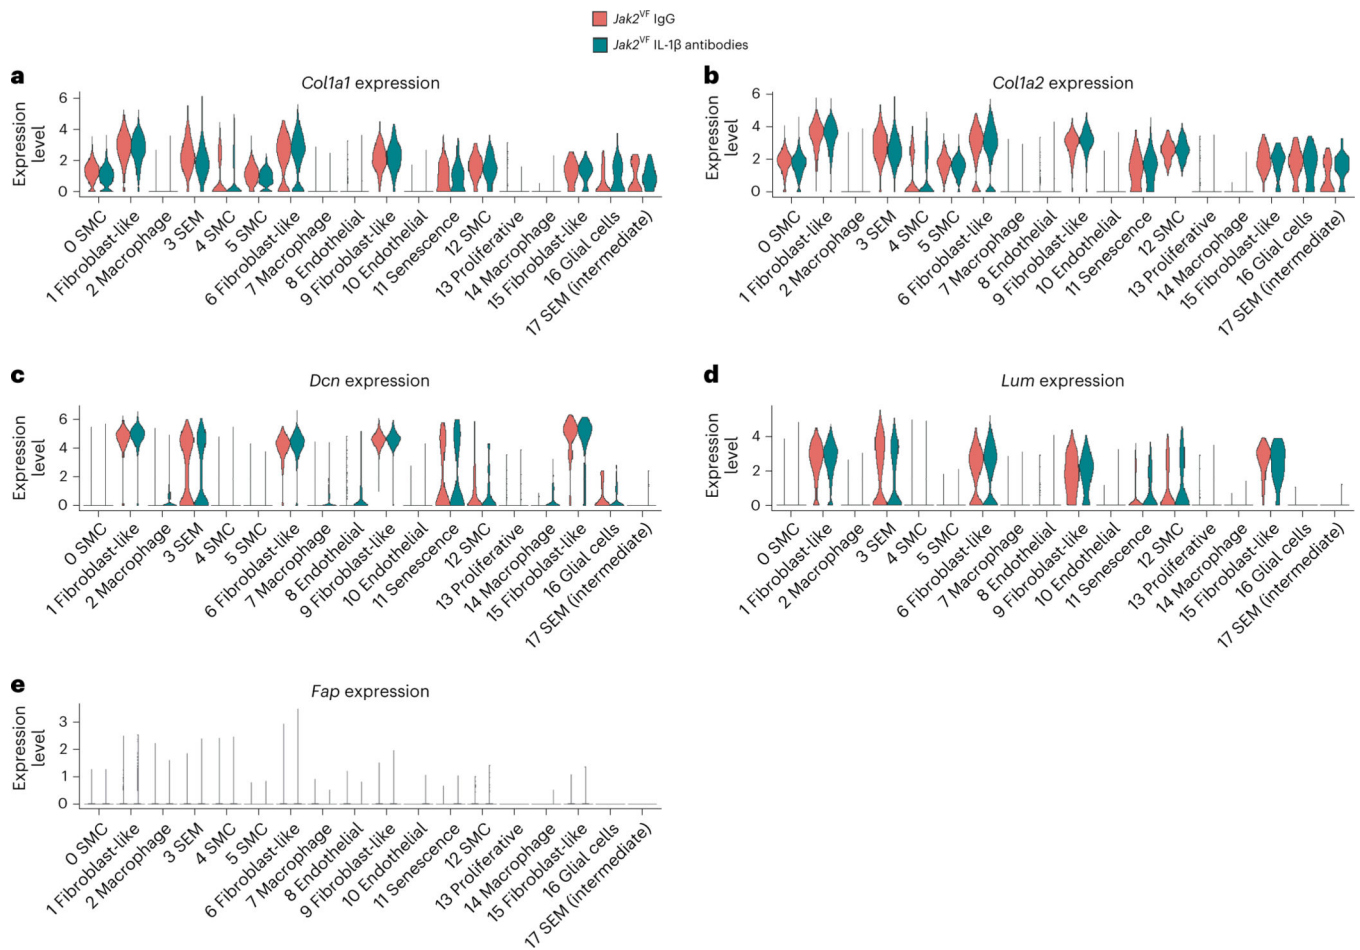 Jak2VF IgG
Jak2VF IL-1β antibodies
a
Col1a1 expression
Expression
level
6
4
2
0
0 SMC
1 Fibroblast-like
2 Macrophage
3 SEM
4 SMC
5 SMC
6 Fibroblast-like
7 Macrophage
8 Endothelial
9 Fibroblast-like
10 Endothelial
11 Senescence
12 SMC
13 Proliferative
14 Macrophage
15 Fibroblast-like
16 Glial cells
17 SEM (intermediate)
b
Col1a2 expression
Expression
level
6
4
2
0
0 SMC
1 Fibroblast-like
2 Macrophage
3 SEM
4 SMC
5 SMC
6 Fibroblast-like
7 Macrophage
8 Endothelial
9 Fibroblast-like
10 Endothelial
11 Senescence
12 SMC
13 Proliferative
14 Macrophage
15 Fibroblast-like
16 Glial cells
17 SEM (intermediate)
c
Dcn expression
Expression
level
6
4
2
0
0 SMC
1 Fibroblast-like
2 Macrophage
3 SEM
4 SMC
5 SMC
6 Fibroblast-like
7 Macrophage
8 Endothelial
9 Fibroblast-like
10 Endothelial
11 Senescence
12 SMC
13 Proliferative
14 Macrophage
15 Fibroblast-like
16 Glial cells
17 SEM (intermediate)
d
Lum expression
Expression
level
4
2
0
0 SMC
1 Fibroblast-like
2 Macrophage
3 SEM
4 SMC
5 SMC
6 Fibroblast-like
7 Macrophage
8 Endothelial
9 Fibroblast-like
10 Endothelial
11 Senescence
12 SMC
13 Proliferative
14 Macrophage
15 Fibroblast-like
16 Glial cells
17 SEM (intermediate)
e
Fap expression
Expression
level
3
2
1
0
0 SMC
1 Fibroblast-like
2 Macrophage
3 SEM
4 SMC
5 SMC
6 Fibroblast-like
7 Macrophage
8 Endothelial
9 Fibroblast-like
10 Endothelial
11 Senescence
12 SMC
13 Proliferative
14 Macrophage
15 Fibroblast-like
16 Glial cells
17 SEM (intermediate)